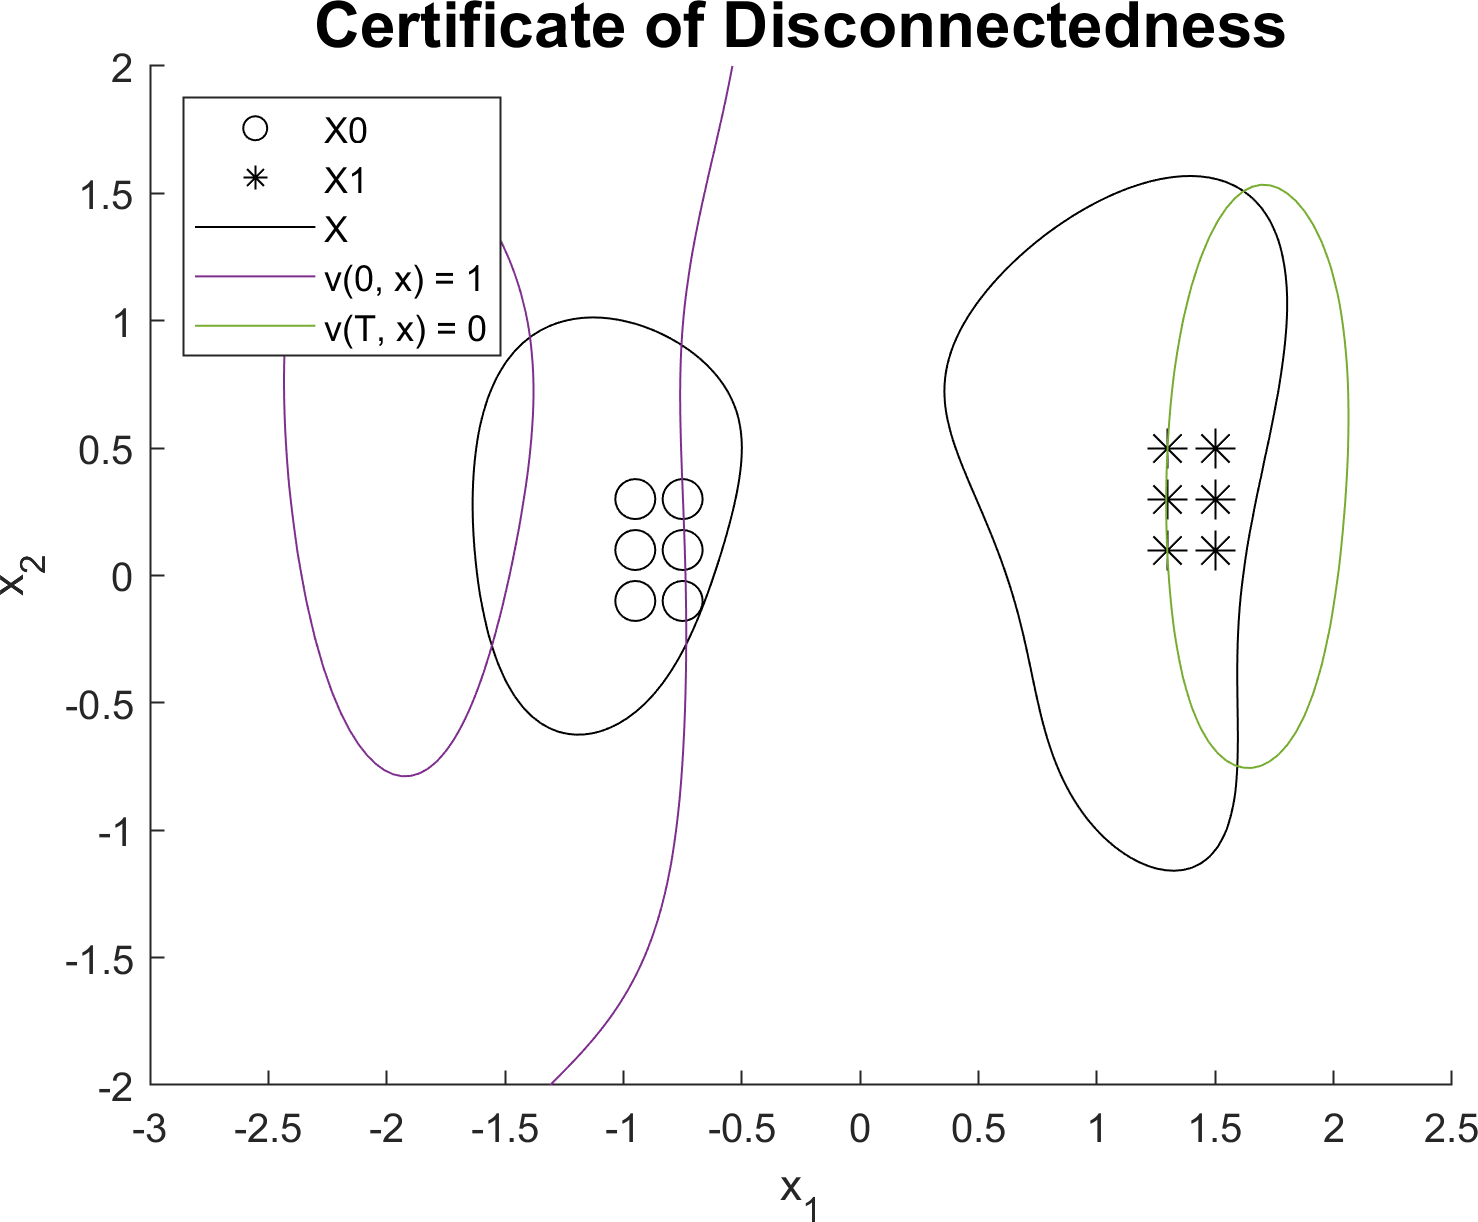 Certificate of Disconnectedness
X0
X1
X
v(0, x) = 1
v(T, x) = 0
2
1.5
1
0.5
0
-0.5
-1
-1.5
-2
x2
-3 -2.5 -2 -1.5 -1 -0.5 0 0.5 1 1.5 2 2.5
x1